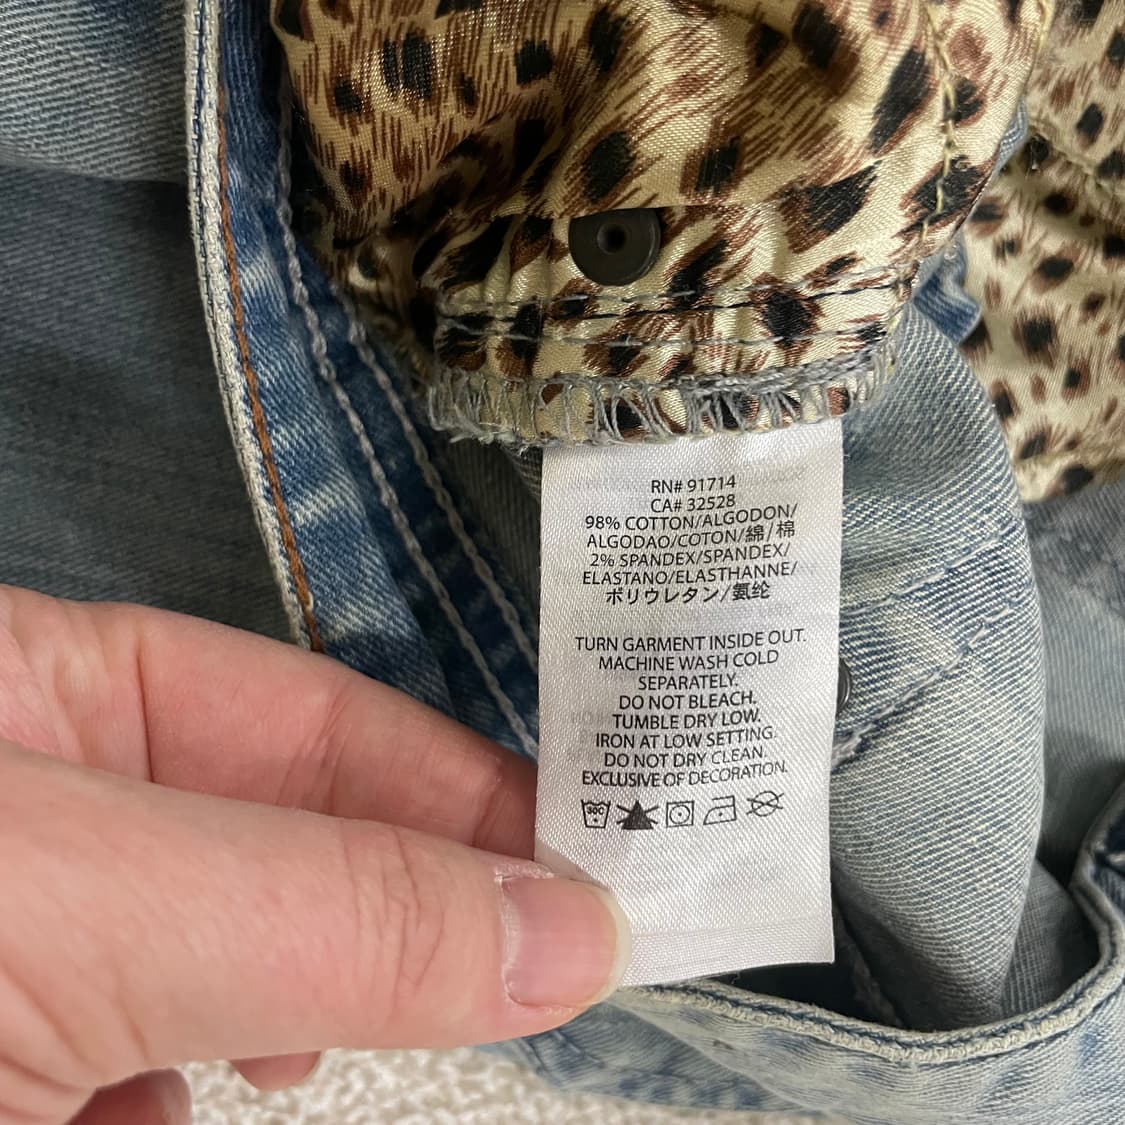 RN# 91714
CA# 32528
98% COTTON/ALGODON/
ALGODAO/COTON/綿/棉
2% SPANDEX/SPANDEX/
ELASTANO/ELASTHANNE/
ポリウレタン/氨纶
TURN GARMENT INSIDE OUT.
MACHINE WASH COLD
SEPARATELY.
DO NOT BLEACH.
TUMBLE DRY LOW.
IRON AT LOW SETTING.
DO NOT DRY CLEAN.
EXCLUSIVE OF DECORATION.
30C